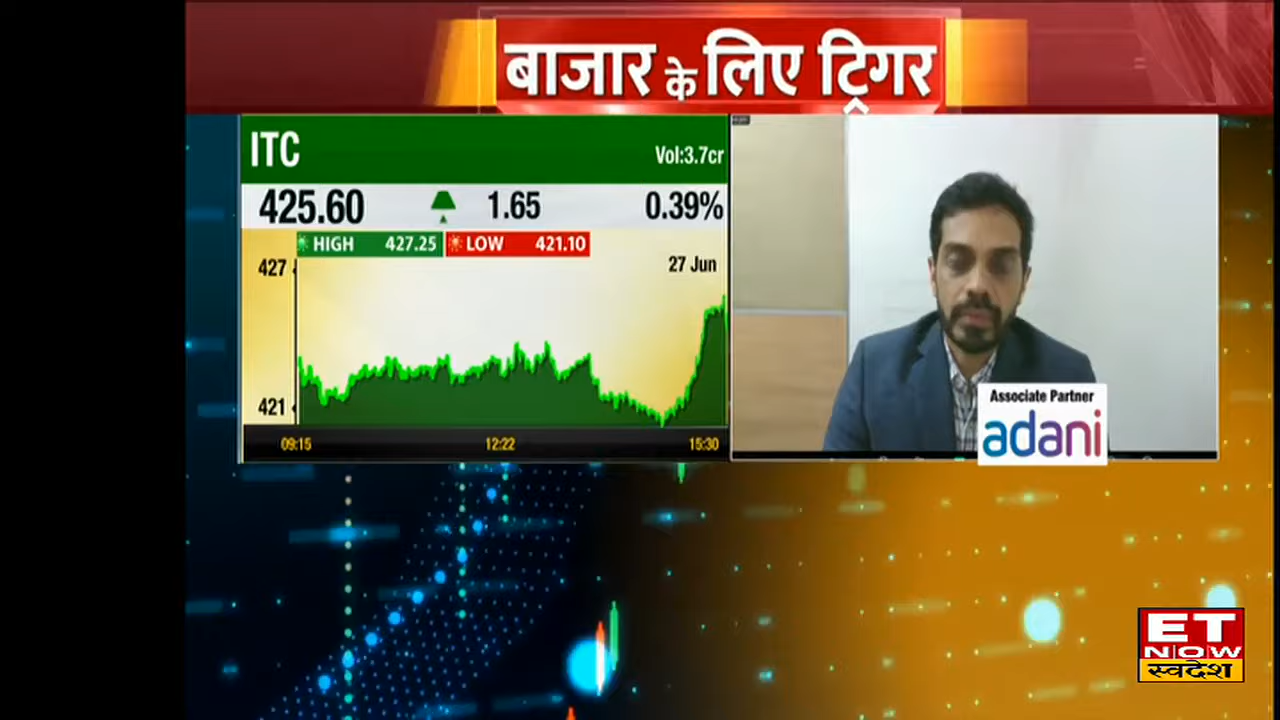 बाजार के लिए ट्रिगर
ITC
Vol:3.7cr
425.60 1.65 0.39%
HIGH 427.25 LOW 421.10
27 Jun
427
421
09:15 12:22 15:30
Associate Partner
adani
ET
NOW
स्वदेश